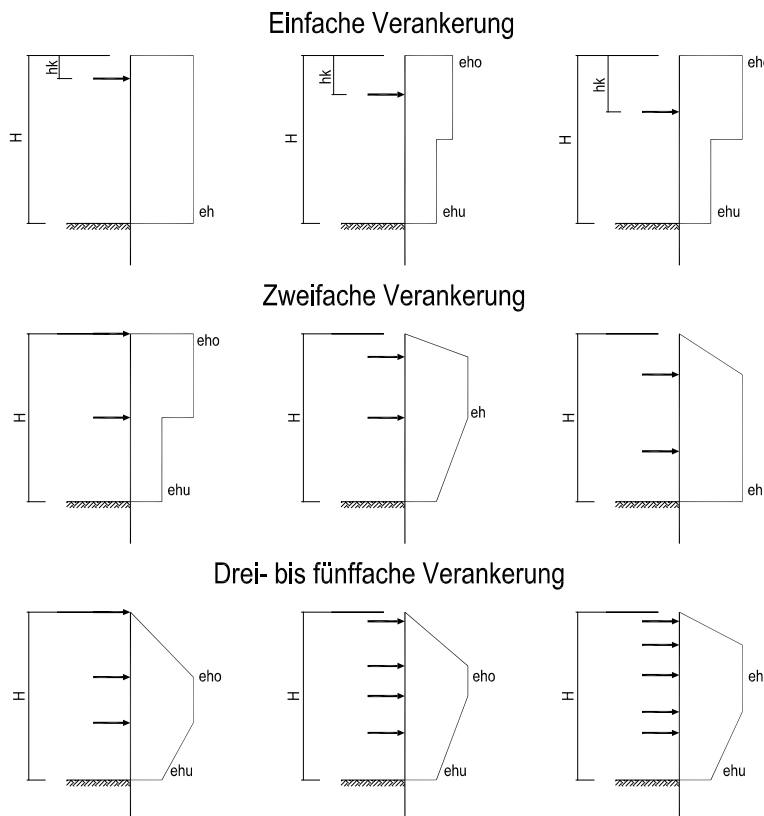 Einfache Verankerung
hk
H
eh
hk
H
eho
ehu
hk
H
eho
ehu
Zweifache Verankerung
H
eho
ehu
H
eh
H
eh
Drei- bis fünffache Verankerung
H
eho
ehu
H
eho
ehu
H
eh
ehu